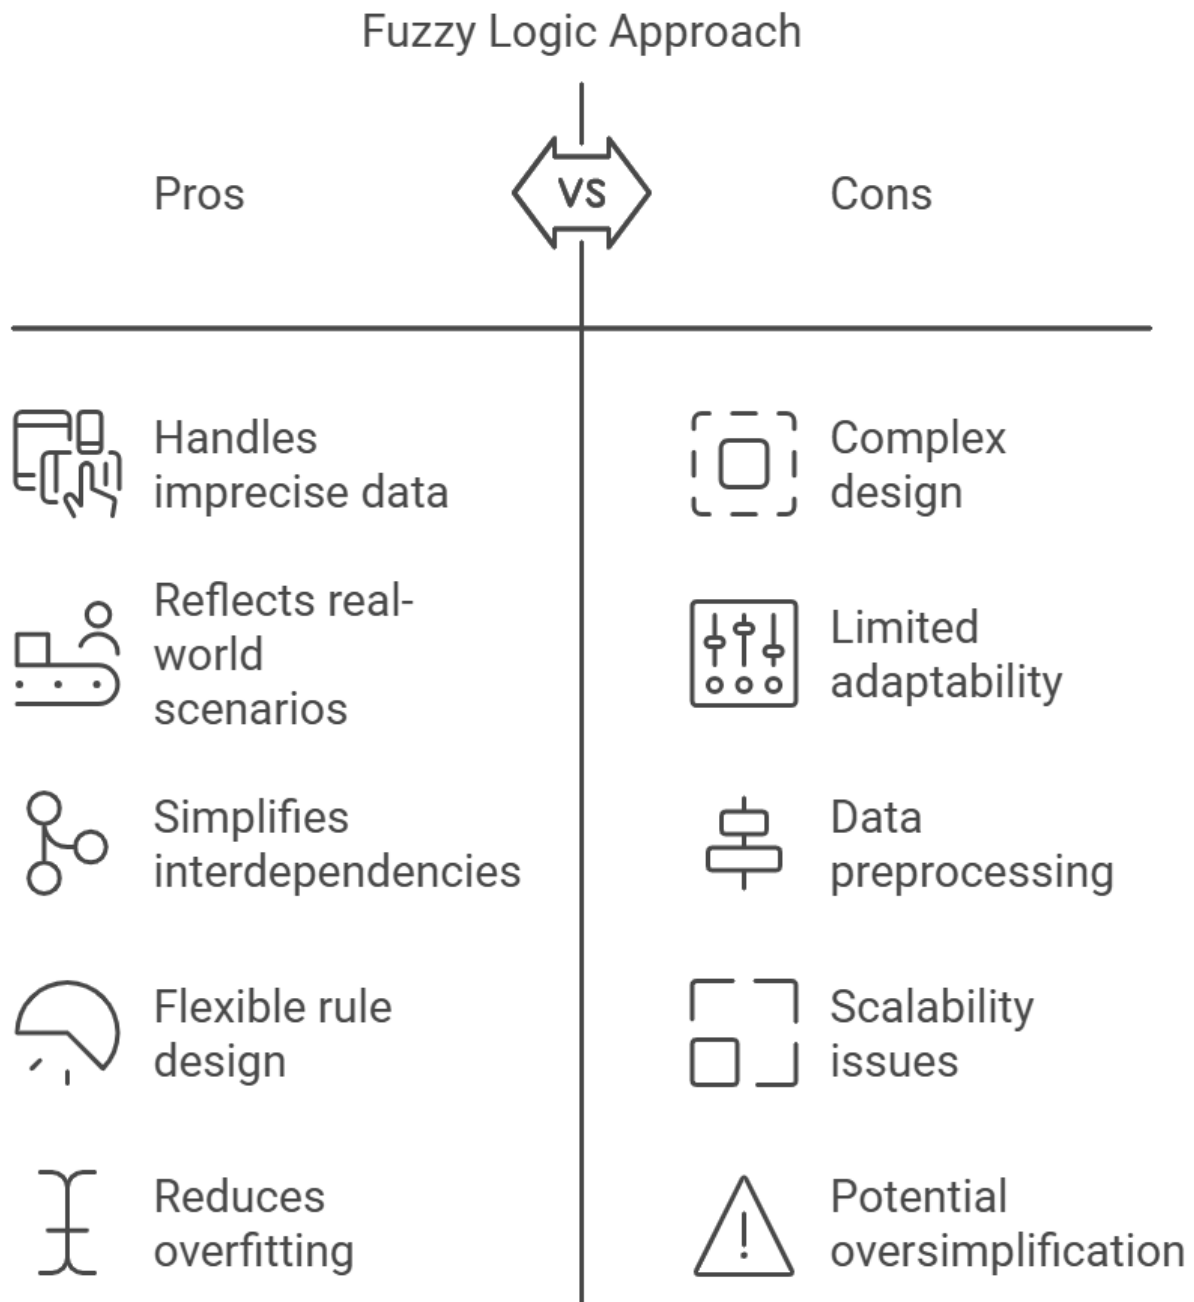 Fuzzy Logic Approach
Pros
VS
Cons
Handles
imprecise data
Reflects real-
world
scenarios
Simplifies
interdependencies
Flexible rule
design
Reduces
overfitting
Complex
design
Limited
adaptability
Data
preprocessing
Scalability
issues
Potential
oversimplification